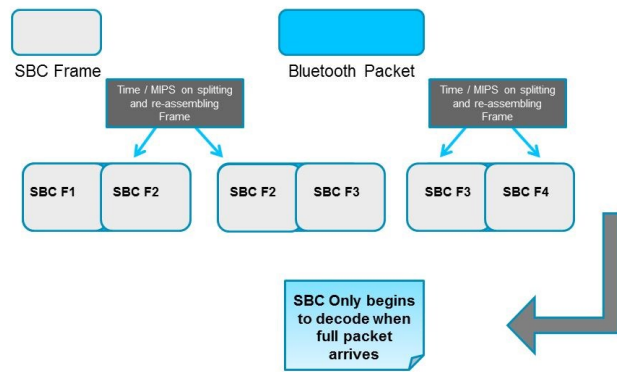 SBC Frame
Bluetooth Packet
Time / MIPS on splitting
and re-assembling
Frame
Time / MIPS on splitting
and re-assembling
Frame
SBC F1
SBC F2
SBC F2
SBC F3
SBC F3
SBC F4
SBC Only begins
to decode when
full packet
arrives